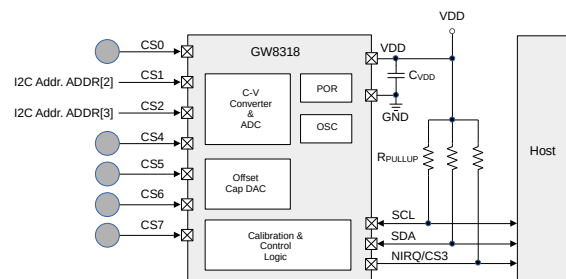 VDD
CS0
GW8318
VDD
I2C Addr. ADDR[2]
CS1
C-V
Converter
&
ADC
POR
CVDD
I2C Addr. ADDR[3]
CS2
GND
OSC
CS4
RPULLUP
Host
CS5
Offset
Cap DAC
CS6
CS7
SCL
Calibration &
Control
Logic
SDA
NIRQ/CS3